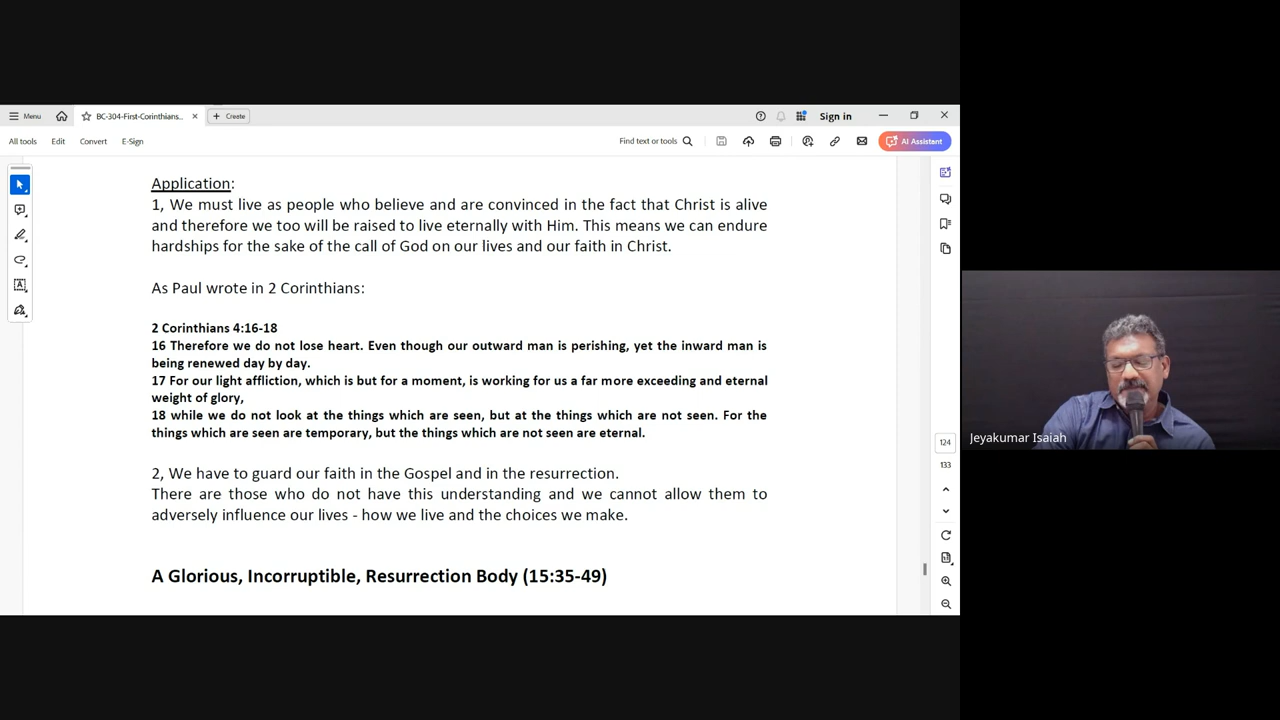 Menu
BC-304-First-Corinthians..
Create
Sign in
All tools
Edit
Convert
E-Sign
Find text or tools
AI Assistant
Application:
1, We must live as people who believe and are convinced in the fact that Christ is alive
and therefore we too will be raised to live eternally with Him. This means we can endure
hardships for the sake of the call of God on our lives and our faith in Christ.
As Paul wrote in 2 Corinthians:
2 Corinthians 4:16-18
16 Therefore we do not lose heart. Even though our outward man is perishing, yet the inward man is
being renewed day by day.
17 For our light affliction, which is but for a moment, is working for us a far more exceeding and eternal
weight of glory,
18 while we do not look at the things which are seen, but at the things which are not seen. For the
things which are seen are temporary, but the things which are not seen are eternal.
2, We have to guard our faith in the Gospel and in the resurrection.
There are those who do not have this understanding and we cannot allow them to
adversely influence our lives - how we live and the choices we make.
A Glorious, Incorruptible, Resurrection Body (15:35-49)
124
133
Jeyakumar Isaiah